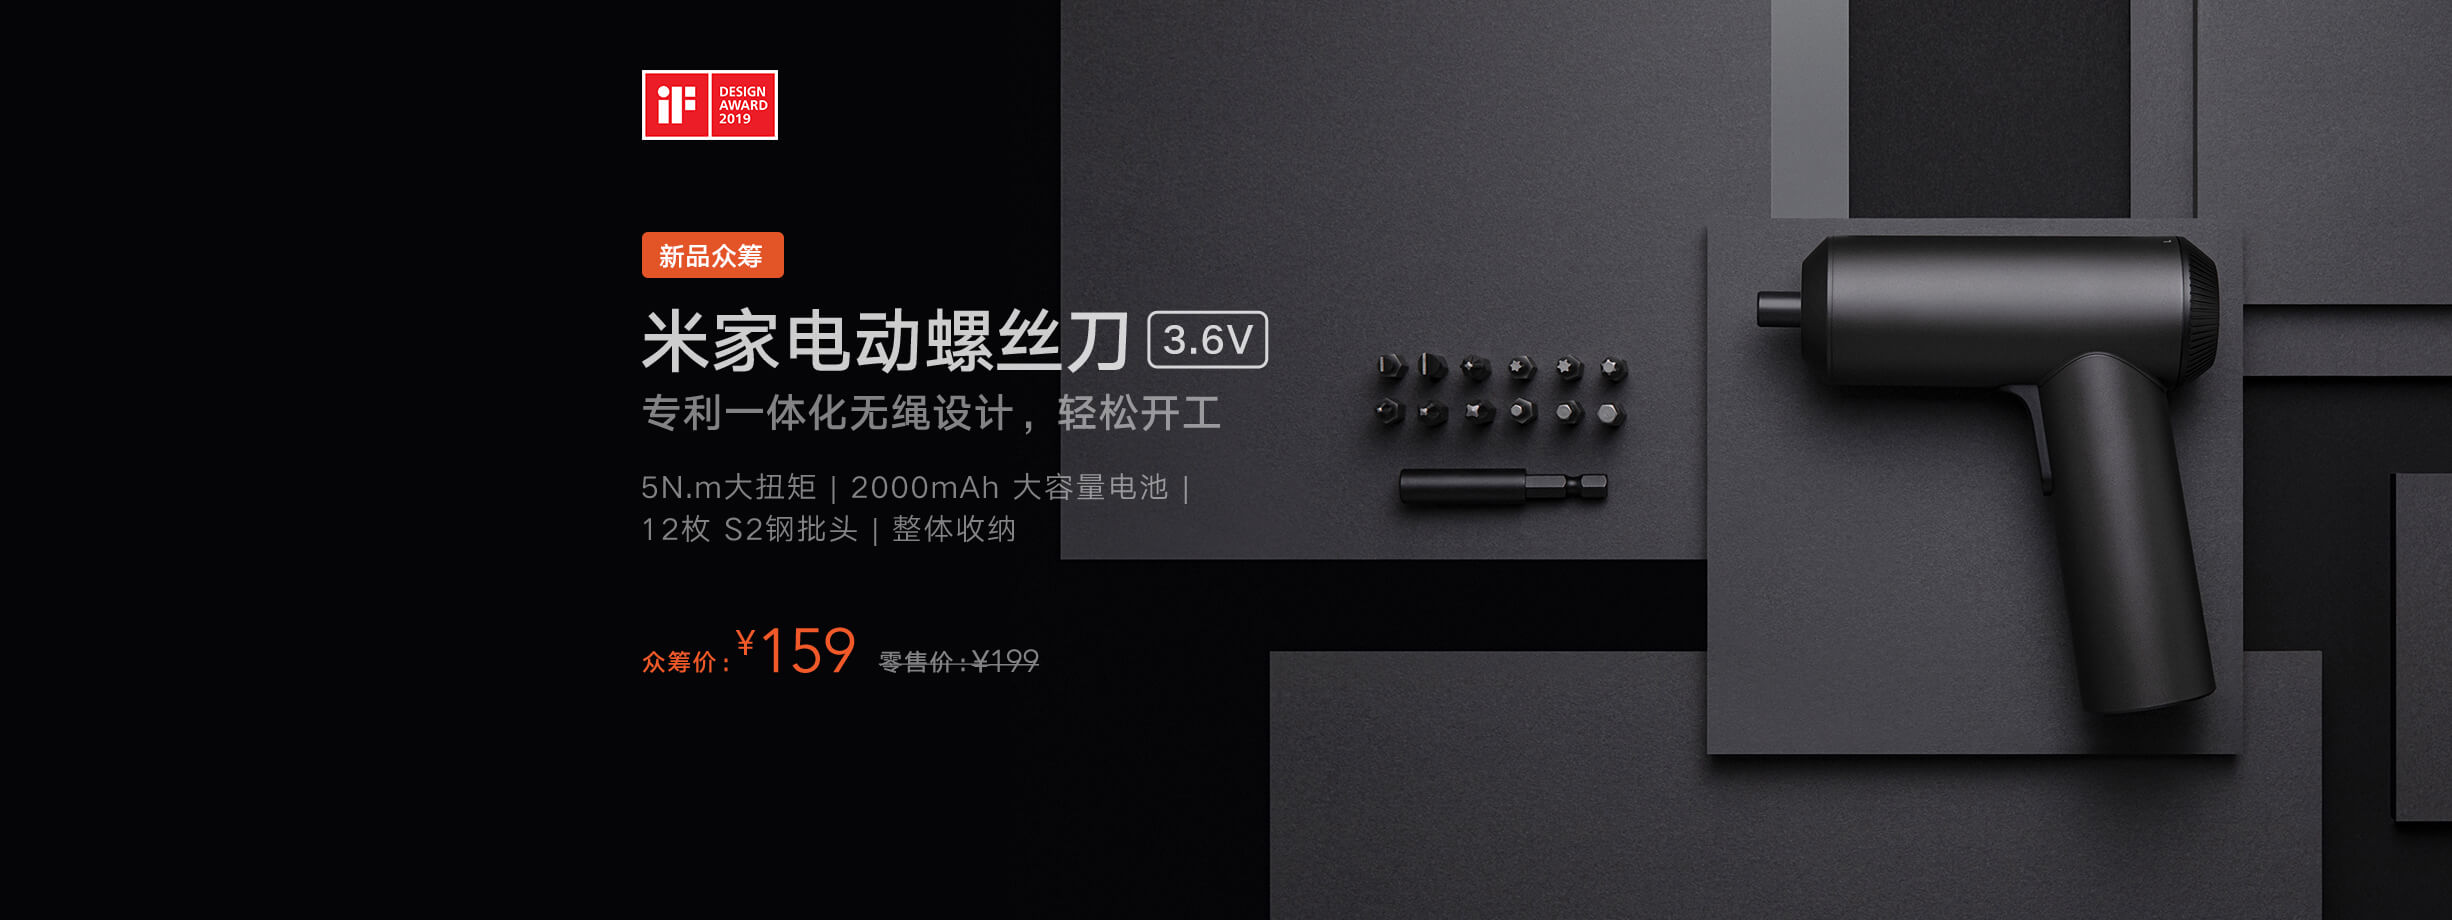 iF
DESIGN
AWARD
2019
新品众筹
米家电动螺丝刀 3.6V
专利一体化无绳设计，轻松开工
5N.m大扭矩 | 2000mAh 大容量电池 |
12枚 S2钢批头 | 整体收纳
众筹价：¥159 零售价：¥199